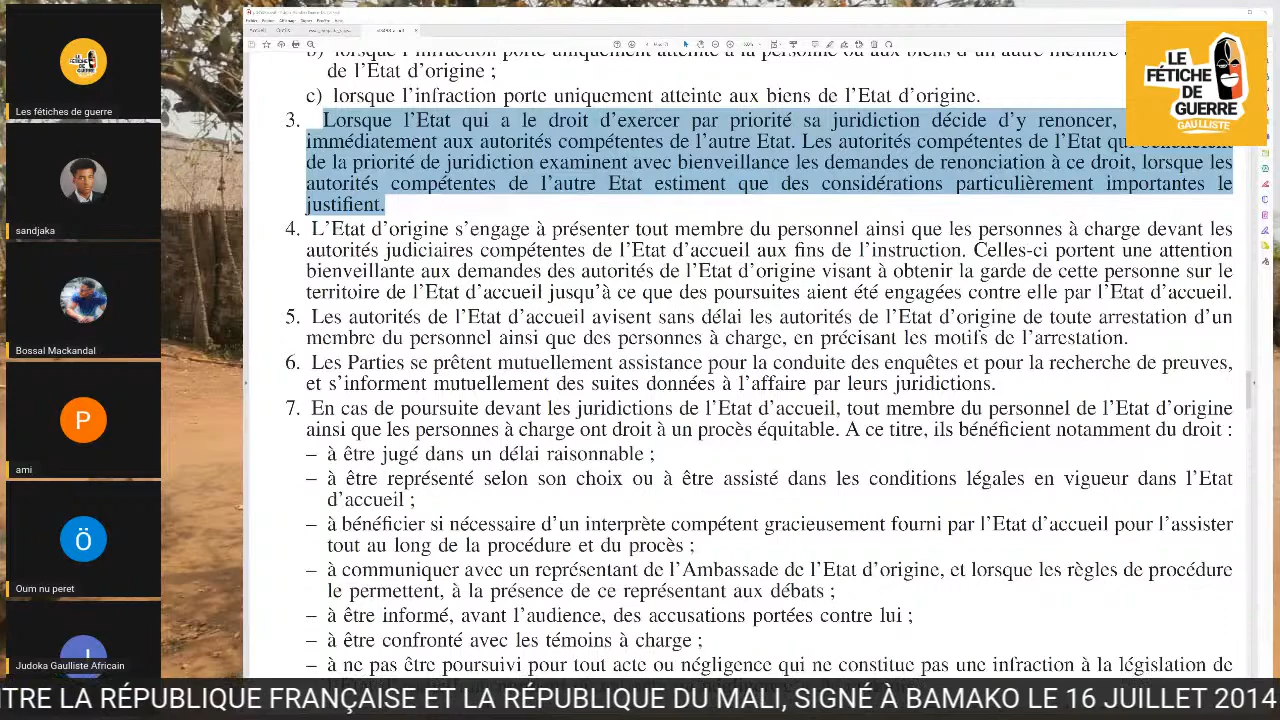 Les fétiches de guerre
sandjaka
Bossal Mackandal
P
ami
Ö
Oum nu peret
Judoka Gaulliste Africain
LE
FÉTICHE
DE
GUERRE
GAULLISTE
de l'Etat d'origine ;
c) lorsque l'infraction porte uniquement atteinte aux biens de l'Etat d'origine.
3. Lorsque l'Etat qui a le droit d'exercer par priorité sa juridiction décide d'y renoncer,
immédiatement aux autorités compétentes de l'autre Etat. Les autorités compétentes de l'Etat
de la priorité de juridiction examinent avec bienveillance les demandes de renonciation à ce droit, lorsque les
autorités compétentes de l'autre Etat estiment que des considérations particulièrement importantes le
justifient.
4. L'Etat d'origine s'engage à présenter tout membre du personnel ainsi que les personnes à charge devant les
autorités judiciaires compétentes de l'Etat d'accueil aux fins de l'instruction. Celles-ci portent une attention
bienveillante aux demandes des autorités de l'Etat d'origine visant à obtenir la garde de cette personne sur le
territoire de l'Etat d'accueil jusqu'à ce que des poursuites aient été engagées contre elle par l'Etat d'accueil.
5. Les autorités de l'Etat d'accueil avisent sans délai les autorités de l'Etat d'origine de toute arrestation d'un
membre du personnel ainsi que des personnes à charge, en précisant les motifs de l'arrestation.
6. Les Parties se prêtent mutuellement assistance pour la conduite des enquêtes et pour la recherche de preuves,
et s'informent mutuellement des suites données à l'affaire par leurs juridictions.
7. En cas de poursuite devant les juridictions de l'Etat d'accueil, tout membre du personnel de l'Etat d'origine
ainsi que les personnes à charge ont droit à un procès équitable. A ce titre, ils bénéficient notamment du droit :
– à être jugé dans un délai raisonnable ;
– à être représenté selon son choix ou à être assisté dans les conditions légales en vigueur dans l'Etat
d'accueil ;
– à bénéficier si nécessaire d'un interprète compétent gracieusement fourni par l'Etat d'accueil pour l'assister
tout au long de la procédure et du procès ;
– à communiquer avec un représentant de l'Ambassade de l'Etat d'origine, et lorsque les règles de procédure
le permettent, à la présence de ce représentant aux débats ;
– à être informé, avant l'audience, des accusations portées contre lui ;
– à être confronté avec les témoins à charge ;
– à ne pas être poursuivi pour tout acte ou négligence qui ne constitue pas une infraction à la législation de
NTRE LA RÉPUBLIQUE FRANÇAISE ET LA RÉPUBLIQUE DU MALI, SIGNÉ À BAMAKO LE 16 JUILLET 2014